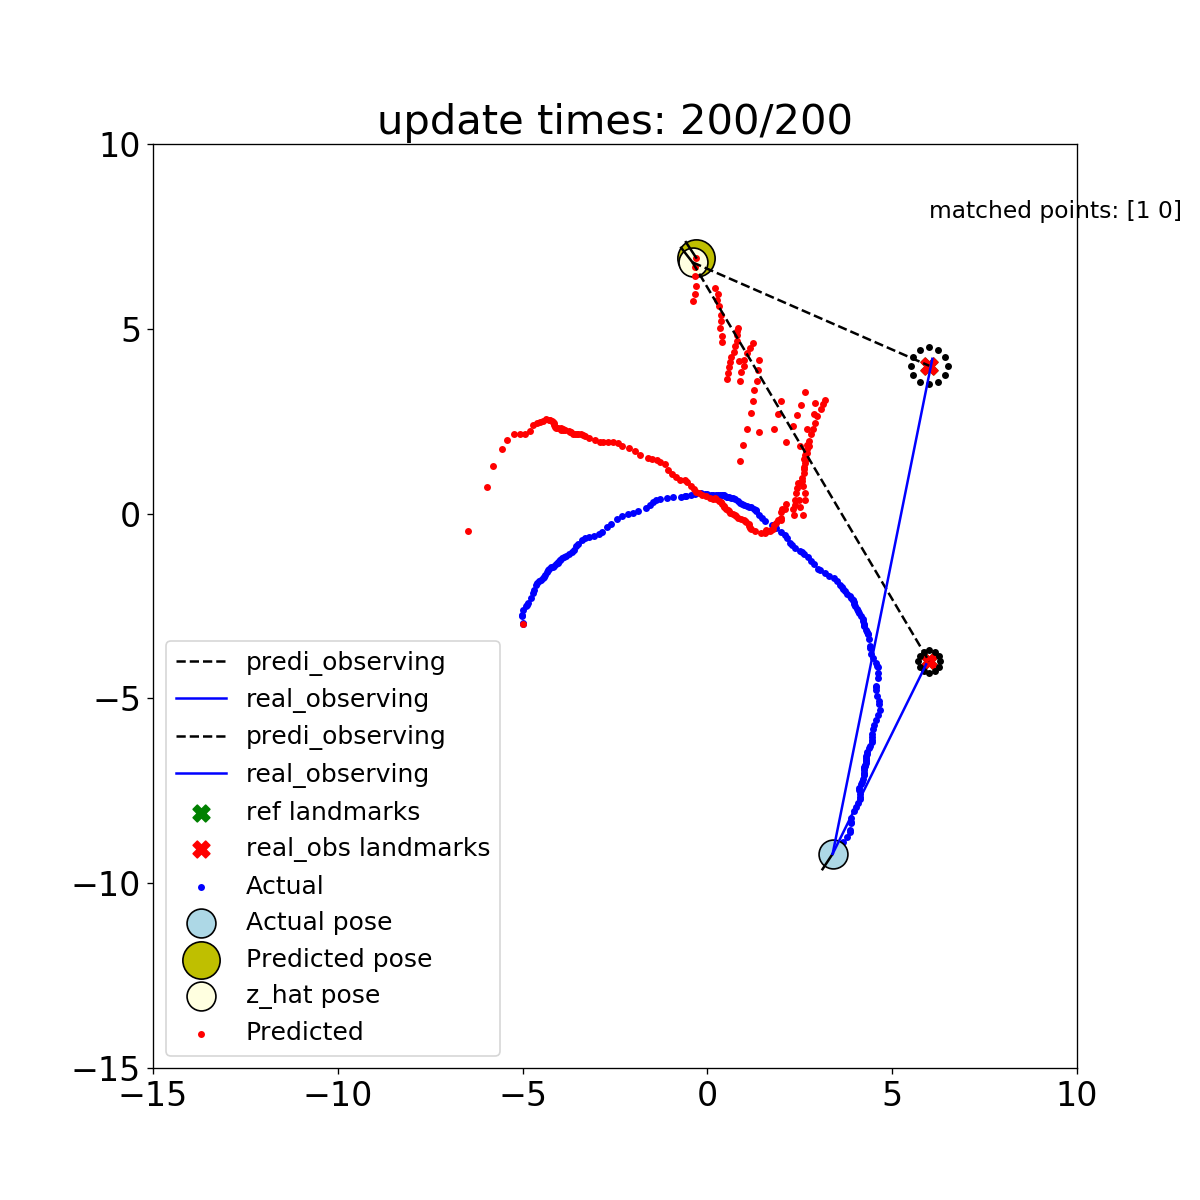 update times: 200/200
10
matched points: [1 0]
5
0
−5
−10
−15
predi_observing
real_observing
predi_observing
real_observing
ref landmarks
real_obs landmarks
Actual
Actual pose
Predicted pose
z_hat pose
Predicted
−15 −10 −5 0 5 10